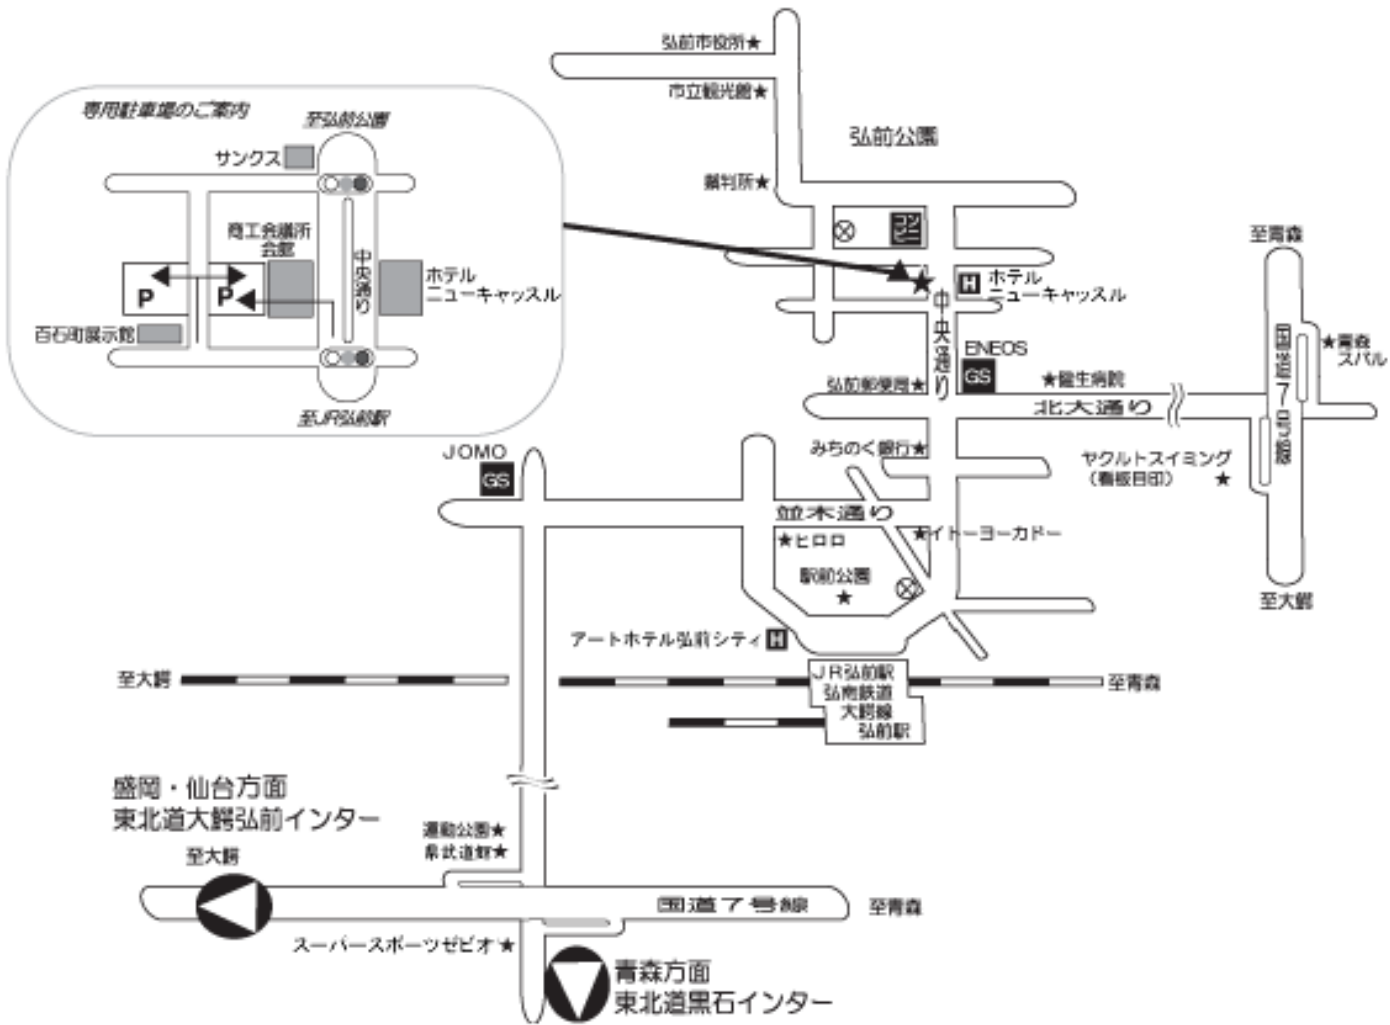 弘前市役所★
市立観光館★
弘前公園
裁判所★
コンビニ
専用駐車場のご案内
至弘前公園
サンクス
商工会議所
会館
中央通り
ホテル
ニューキャッスル
P
P
百石町展示館
至JR弘前駅
H
ホテル
ニューキャッスル
中央通り
ENEOS
GS
弘前郵便局★
★健生病院
北大通り
至青森
国道7号線
★青森
スバル
ヤクルトスイミング
(看板目印) ★
至大鰐
みちのく銀行★
JOMO
GS
並木通り
★ヒロロ
★イトーヨーカドー
駅前公園
★
アートホテル弘前シティ
H
至大鰐
JR弘前駅
弘南鉄道
大鰐線
弘前駅
至青森
盛岡・仙台方面
東北道大鰐弘前インター
運動公園★
県武道館★
至大鰐
国道7号線
至青森
スーパースポーツゼビオ★
青森方面
東北道黒石インター